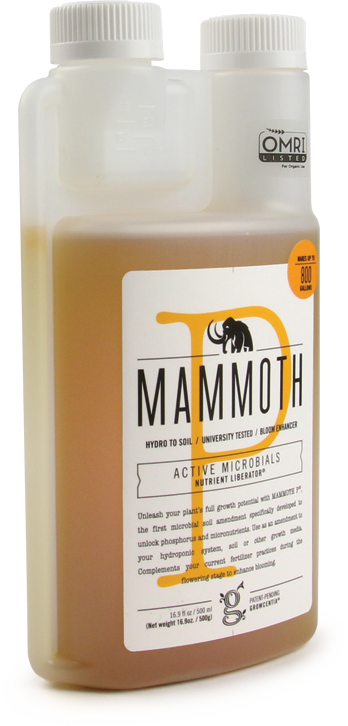 OMRI
LISTED
For Organic Use
MAKES UP TO
800
GALLONS
P
MAMMOTH
HYDRO TO SOIL / UNIVERSITY TESTED / BLOOM ENHANCER
ACTIVE MICROBIALS
NUTRIENT LIBERATOR®
Unleash your plant's full growth potential with MAMMOTH P®,
the first microbial soil amendment specifically developed to
unlock phosphorus and micronutrients. Use as an amendment to
your hydroponic system, soil or other growth media.
Complements your current fertilizer practices during the
flowering stage to enhance blooming.
16.9 fl oz / 500 ml
(Net weight 16.9oz. / 500g)
g
PATENT-PENDING
GROWCENTIA®